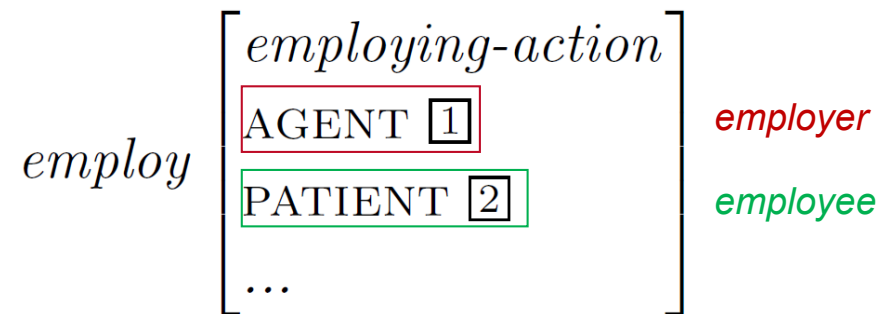 employing-action
AGENT 1 employer
employ
PATIENT 2 employee
...